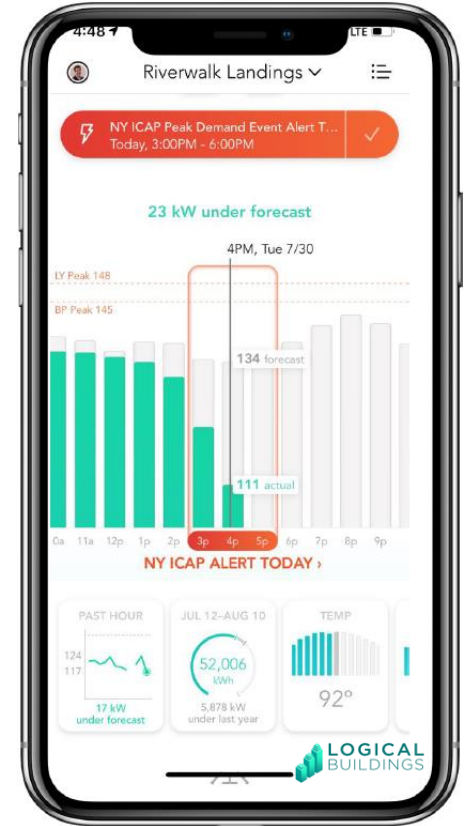 4:48
LTE
Riverwalk Landings
NY ICAP Peak Demand Event Alert T...
Today, 3:00PM - 6:00PM
23 kW under forecast
4PM, Tue 7/30
LY Peak 148
BP Peak 145
134 forecast
111 actual
0a 11a 12p 1p 2p 3p 4p 5p 6p 7p 8p 9p
NY ICAP ALERT TODAY ›
PAST HOUR
124
117
17 kW
under forecast
JUL 12–AUG 10
52,006
kWh
5,878 kW
under last year
TEMP
92°
LOGICAL
BUILDINGS